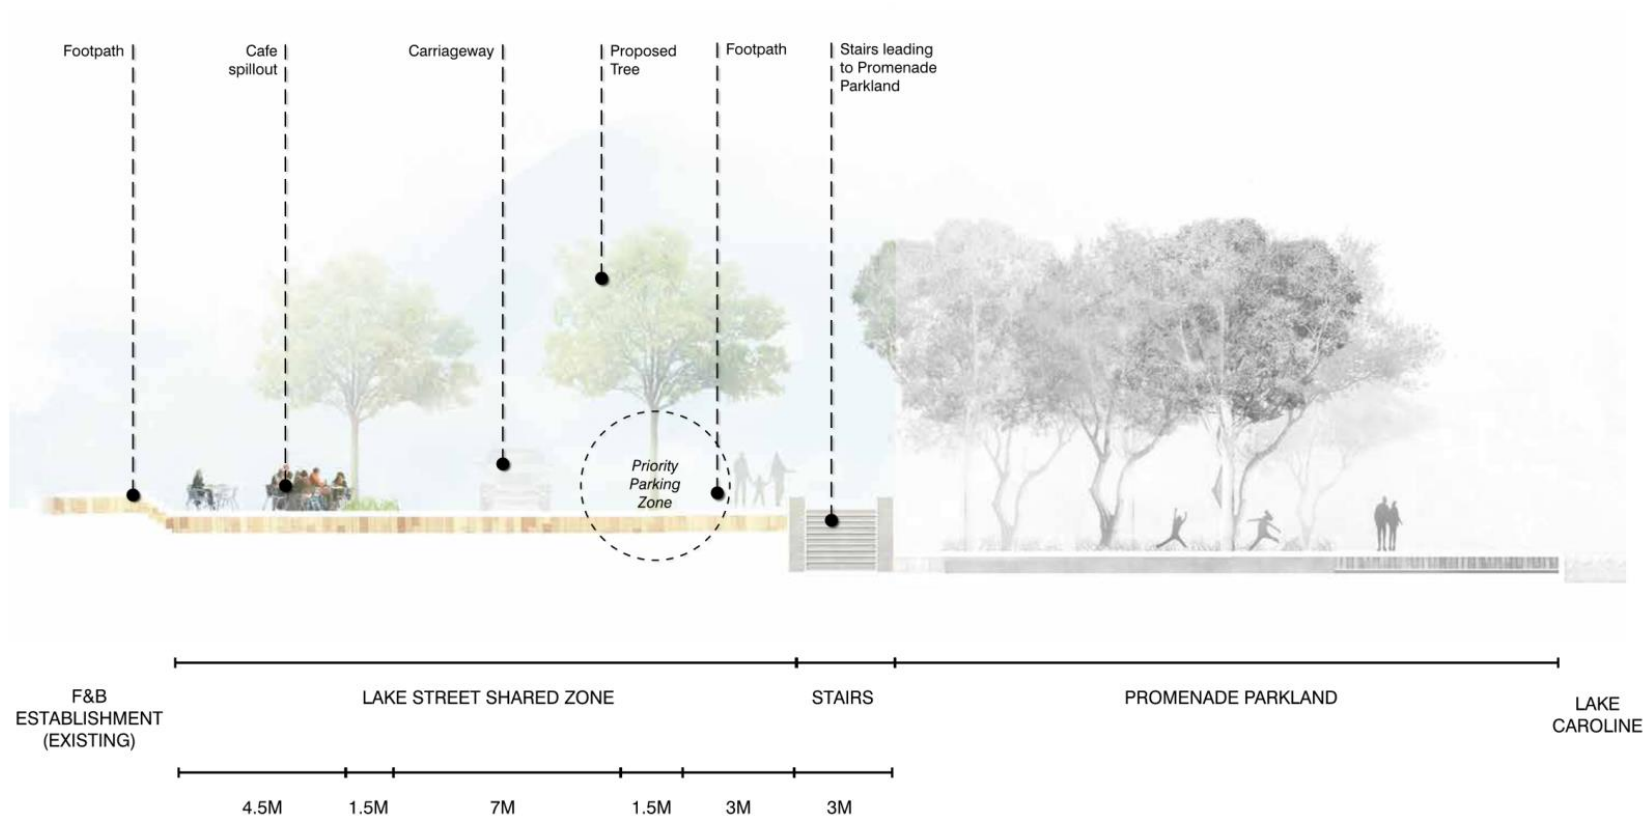 Footpath
Cafe
spillout
Carriageway
Proposed
Tree
Footpath
Stairs leading
to Promenade
Parkland
Priority
Parking
Zone
F&B
ESTABLISHMENT
(EXISTING)
LAKE STREET SHARED ZONE
STAIRS
PROMENADE PARKLAND
LAKE
CAROLINE
4.5M
1.5M
7M
1.5M
3M
3M